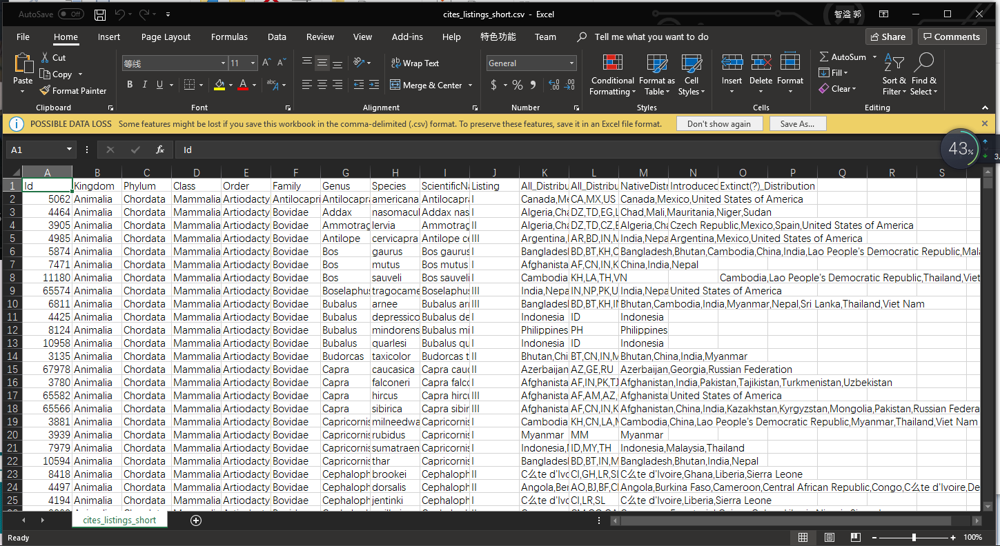 AutoSave Off cites_listings_short.csv - Excel 智溢 郭
File Home Insert Page Layout Formulas Data Review View Add-ins Help 特色功能 Team Tell me what you want to do Share Comments
Paste Cut Copy Format Painter
等线 11 A A
B I U A abc A
ab Wrap Text
Merge & Center
General
$ % 9
Conditional Formatting Format as Table Cell Styles
Insert Delete Format
AutoSum Fill Clear
Sort & Filter Find & Select
Clipboard Font Alignment Number Styles Cells Editing
POSSIBLE DATA LOSS Some features might be lost if you save this workbook in the comma-delimited (.csv) format. To preserve these features, save it in an Excel file format. Don't show again Save As...
A1 fx Id
43%
A B C D E F G H I J K L M N O P Q R S
1 Id Kingdom Phylum Class Order Family Genus Species ScientificNa Listing All_Distribu All_Distribu NativeDistr Introduced Extinct(?)_Distribution
2 5062 Animalia Chordata Mammalia Artiodacty Antilocapri Antilocapra americana Antilocapra I Canada,Me CA,MX,US Canada,Mexico,United States of America
3 4464 Animalia Chordata Mammalia Artiodacty Bovidae Addax nasomacul Addax nas I Algeria,Cha DZ,TD,EG,L Chad,Mali,Mauritania,Niger,Sudan
4 3905 Animalia Chordata Mammalia Artiodacty Bovidae Ammotrag lervia Ammotrag II Algeria,Cha DZ,TD,CZ,E Algeria,Cha Czech Republic,Mexico,Spain,United States of America
5 4985 Animalia Chordata Mammalia Artiodacty Bovidae Antilope cervicapra Antilope ce III Argentina,I AR,BD,IN,M India,Nepa Argentina,Mexico,United States of America
6 5874 Animalia Chordata Mammalia Artiodacty Bovidae Bos gaurus Bos gaurus I Bangladesh BD,BT,KH,C Bangladesh,Bhutan,Cambodia,China,India,Lao People's Democratic Republic,Mala
7 7471 Animalia Chordata Mammalia Artiodacty Bovidae Bos mutus Bos mutus I Afghanista AF,CN,IN,K China,India,Nepal
8 11180 Animalia Chordata Mammalia Artiodacty Bovidae Bos sauveli Bos sauveli I Cambodia KH,LA,TH,VN Cambodia,Lao People's Democratic Republic,Thailand,Viet
9 65574 Animalia Chordata Mammalia Artiodacty Bovidae Boselaphus tragocame Boselaphus III India,Nepa IN,NP,PK,U India,Nepa United States of America
10 6811 Animalia Chordata Mammalia Artiodacty Bovidae Bubalus arnee Bubalus arn III Bangladesh BD,BT,KH,IN Bhutan,Cambodia,India,Myanmar,Nepal,Sri Lanka,Thailand,Viet Nam
11 4425 Animalia Chordata Mammalia Artiodacty Bovidae Bubalus depressico Bubalus de I Indonesia ID Indonesia
12 8124 Animalia Chordata Mammalia Artiodacty Bovidae Bubalus mindorens Bubalus mi I Philippines PH Philippines
13 10958 Animalia Chordata Mammalia Artiodacty Bovidae Bubalus quarlesi Bubalus qu I Indonesia ID Indonesia
14 3135 Animalia Chordata Mammalia Artiodacty Bovidae Budorcas taxicolor Budorcas t II Bhutan,Chi BT,CN,IN,M Bhutan,China,India,Myanmar
15 67978 Animalia Chordata Mammalia Artiodacty Bovidae Capra caucasica Capra cauc II Azerbaijan AZ,GE,RU Azerbaijan,Georgia,Russian Federation
16 3780 Animalia Chordata Mammalia Artiodacty Bovidae Capra falconeri Capra falco I Afghanista AF,IN,PK,TJ Afghanistan,India,Pakistan,Tajikistan,Turkmenistan,Uzbekistan
17 65582 Animalia Chordata Mammalia Artiodacty Bovidae Capra hircus Capra hircu III Afghanista AF,AM,AZ, Afghanista United States of America
18 65566 Animalia Chordata Mammalia Artiodacty Bovidae Capra sibirica Capra sibir III Afghanista AF,CN,IN,K Afghanistan,China,India,Kazakhstan,Kyrgyzstan,Mongolia,Pakistan,Russian Federa
19 3881 Animalia Chordata Mammalia Artiodacty Bovidae Capricornis milneedwa Capricornis I Cambodia KH,CN,LA,M Cambodia,China,Lao People's Democratic Republic,Myanmar,Thailand,Viet Nam
20 3939 Animalia Chordata Mammalia Artiodacty Bovidae Capricornis rubidus Capricornis I Myanmar MM Myanmar
21 7979 Animalia Chordata Mammalia Artiodacty Bovidae Capricornis sumatraen Capricornis I Indonesia,M ID,MY,TH Indonesia,Malaysia,Thailand
22 10594 Animalia Chordata Mammalia Artiodacty Bovidae Capricornis thar Capricornis I Bangladesh BD,BT,IN,M Bangladesh,Bhutan,India,Nepal
23 8418 Animalia Chordata Mammalia Artiodacty Bovidae Cephaloph brookei Cephaloph II C么te d'Ivo CI,GH,LR,SL C么te d'Ivoire,Ghana,Liberia,Sierra Leone
24 4497 Animalia Chordata Mammalia Artiodacty Bovidae Cephaloph dorsalis Cephaloph II Angola,Ben AO,BJ,BF,C Angola,Burkina Faso,Cameroon,Central African Republic,Congo,C么te d'Ivoire,De
25 4194 Animalia Chordata Mammalia Artiodacty Bovidae Cephaloph jentinki Cephaloph I C么te d'Ivo CI,LR,SL C么te d'Ivoire,Liberia,Sierra Leone
cites_listings_short
Ready 100%